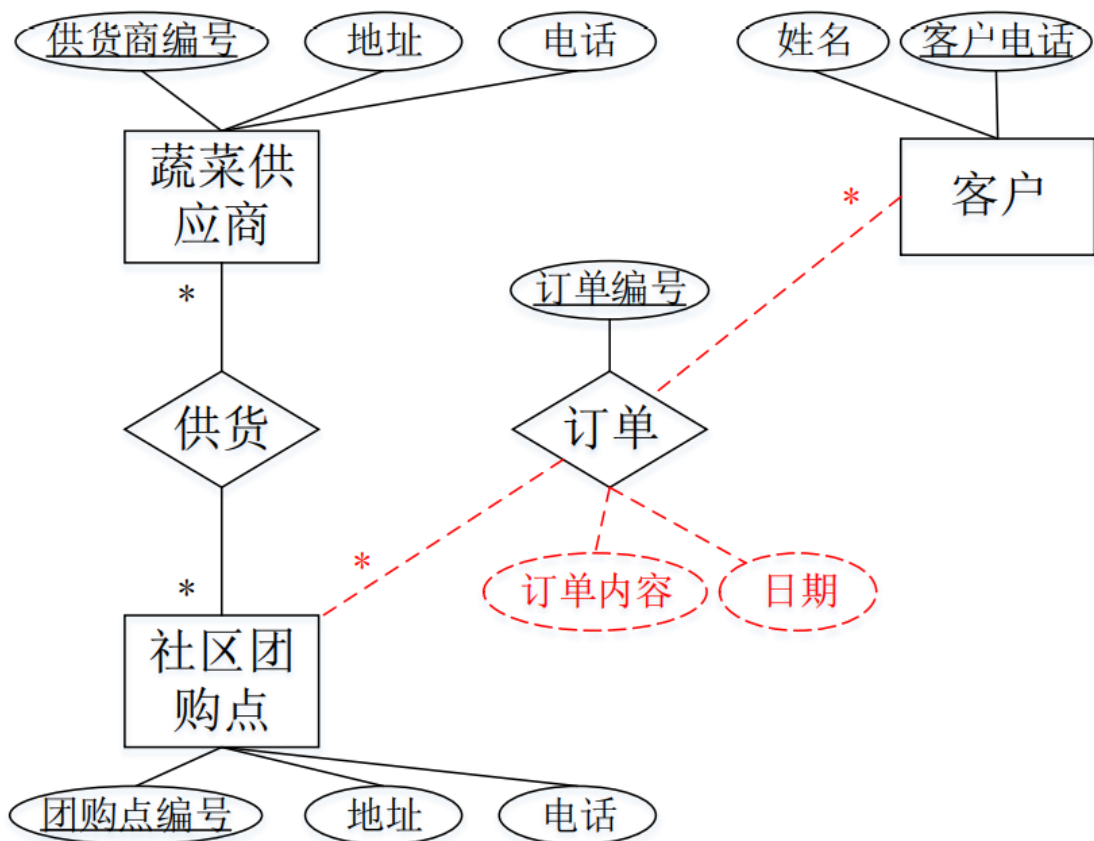 供货商编号
地址
电话
姓名
客户电话
蔬菜供
应商
客户
*
*
订单编号
供货
订单
*
*
订单内容
日期
社区团
购点
团购点编号
地址
电话